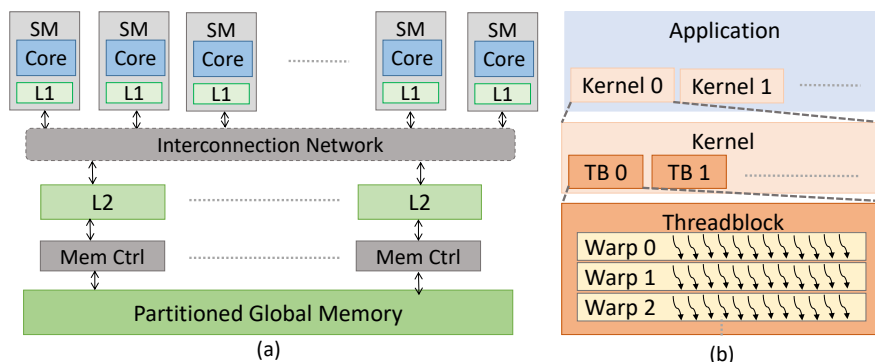 SM SM SM SM SM
Core Core Core Core Core
L1 L1 L1 L1 L1
Interconnection Network
L2 L2
Mem Ctrl Mem Ctrl
Partitioned Global Memory
(a)
Application
Kernel 0 Kernel 1
Kernel
TB 0 TB 1
Threadblock
Warp 0
Warp 1
Warp 2
(b)